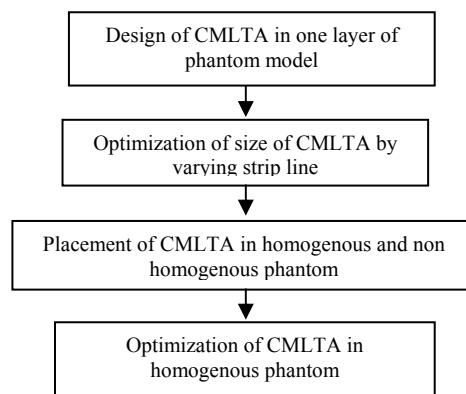 Design of CMLTA in one layer of
phantom model
Optimization of size of CMLTA by
varying strip line
Placement of CMLTA in homogenous and non
homogenous phantom
Optimization of CMLTA in
homogenous phantom